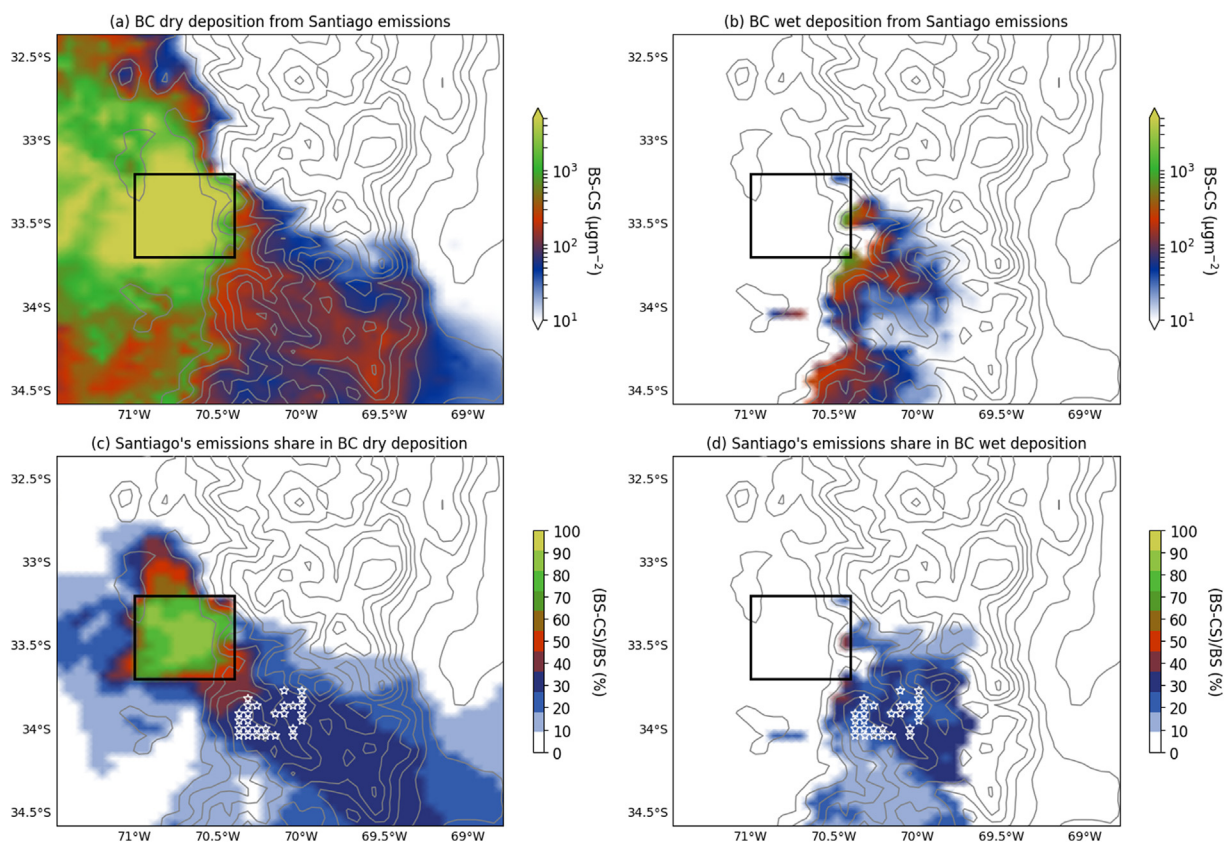 (a) BC dry deposition from Santiago emissions
(b) BC wet deposition from Santiago emissions
32.5°S
33°S
33.5°S
34°S
34.5°S
71°W 70.5°W 70°W 69.5°W 69°W
10³
10²
10¹
BS-CS (μgm⁻²)
32.5°S
33°S
33.5°S
34°S
34.5°S
71°W 70.5°W 70°W 69.5°W 69°W
10³
10²
10¹
BS-CS (μgm⁻²)
(c) Santiago's emissions share in BC dry deposition
(d) Santiago's emissions share in BC wet deposition
32.5°S
33°S
33.5°S
34°S
34.5°S
71°W 70.5°W 70°W 69.5°W 69°W
100
90
80
70
60
50
40
30
20
10
0
(BS-CS)/BS (%)
32.5°S
33°S
33.5°S
34°S
34.5°S
71°W 70.5°W 70°W 69.5°W 69°W
100
90
80
70
60
50
40
30
20
10
0
(BS-CS)/BS (%)